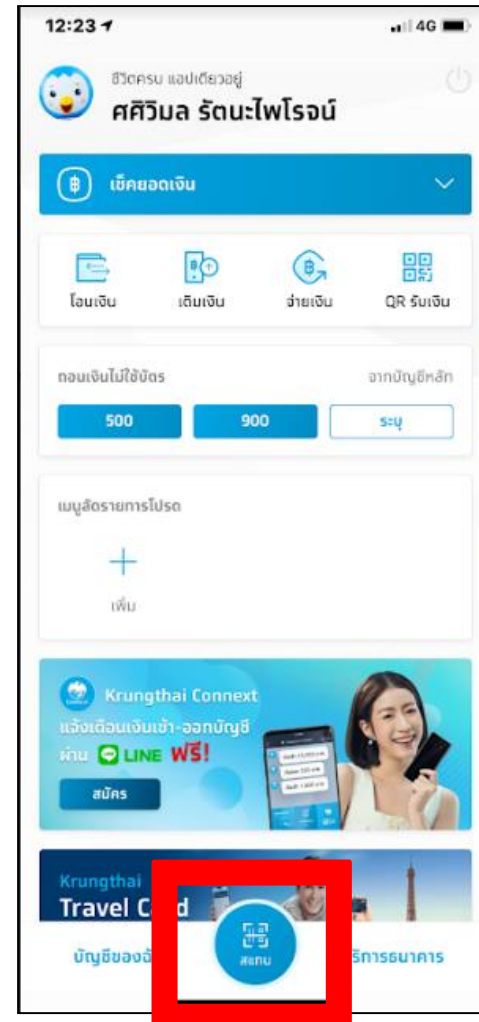 12:23
4G
ชีวิตครบ แอปเดียวอยู่
ศศิวิมล รัตนะไพโรจน์
เช็คยอดเงิน
โอนเงิน เติมเงิน จ่ายเงิน QR รับเงิน
ถอนเงินไม่ใช้บัตร จากบัญชีหลัก
500 900 ระบุ
เมนูลัดรายการโปรด
เพิ่ม
Krungthai Connext
แจ้งเตือนเงินเข้า-ออกบัญชี
ผ่าน LINE ฟรี!
สมัคร
Krungthai
Travel C d
บัญชีของฉ สแกน ริการธนาคาร